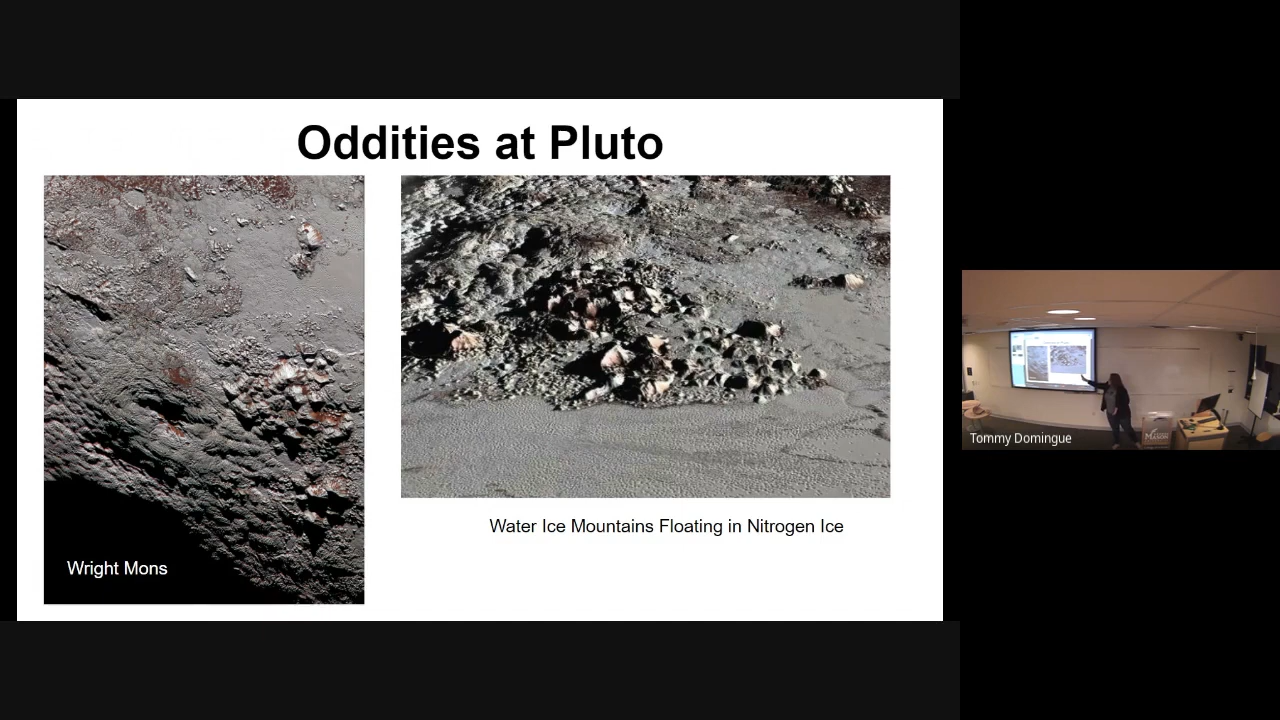 Oddities at Pluto
Wright Mons
Water Ice Mountains Floating in Nitrogen Ice
Tommy Domingue